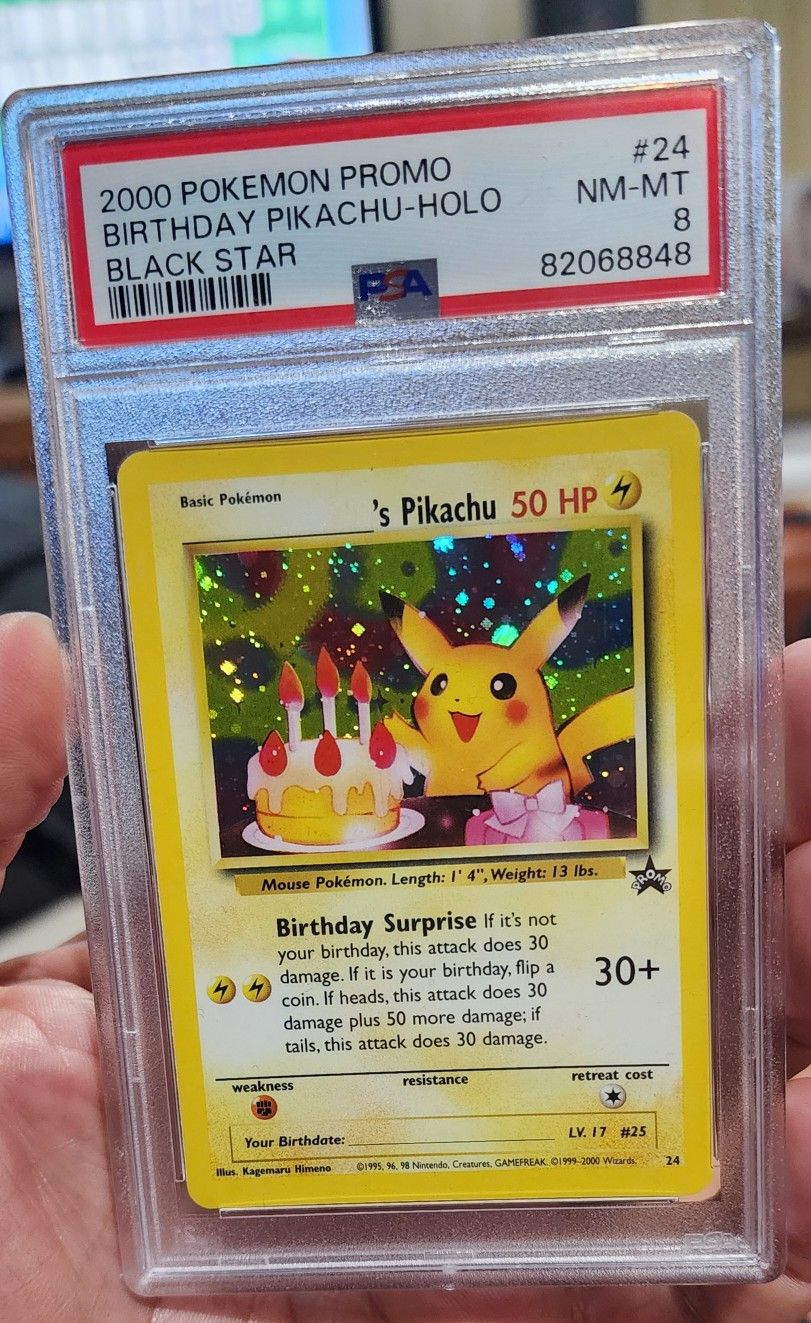 2000 POKEMON PROMO #24
BIRTHDAY PIKACHU-HOLO NM-MT
BLACK STAR 8
PSA 82068848
Basic Pokémon
's Pikachu 50 HP
Mouse Pokémon. Length: 1' 4", Weight: 13 lbs.
PROMO
Birthday Surprise If it's not
your birthday, this attack does 30
damage. If it is your birthday, flip a
coin. If heads, this attack does 30
damage plus 50 more damage; if
tails, this attack does 30 damage.
30+
weakness resistance retreat cost
Your Birthdate: LV. 17 #25
Illus. Kagemaru Himeno ©1995, 96, 98 Nintendo, Creatures, GAMEFREAK. ©1999-2000 Wizards. 24